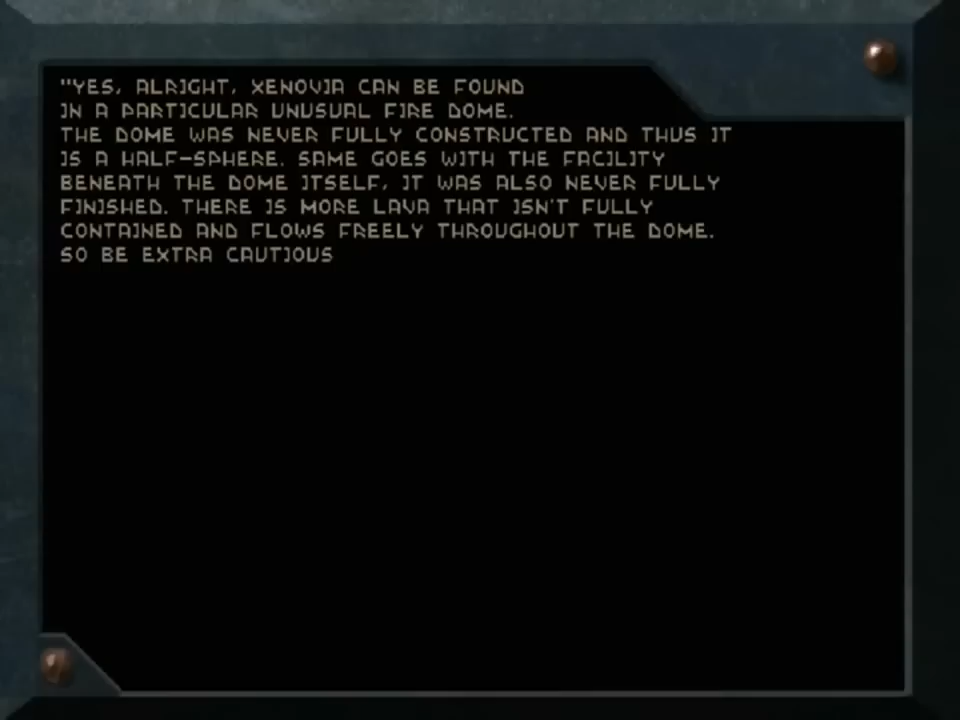 "YES, ALRIGHT, XENOVIA CAN BE FOUND
IN A PARTICULAR UNUSUAL FIRE DOME.
THE DOME WAS NEVER FULLY CONSTRUCTED AND THUS IT
IS A HALF-SPHERE. SAME GOES WITH THE FACILITY
BENEATH THE DOME ITSELF, IT WAS ALSO NEVER FULLY
FINISHED. THERE IS MORE LAVA THAT ISN'T FULLY
CONTAINED AND FLOWS FREELY THROUGHOUT THE DOME.
SO BE EXTRA CAUTIOUS